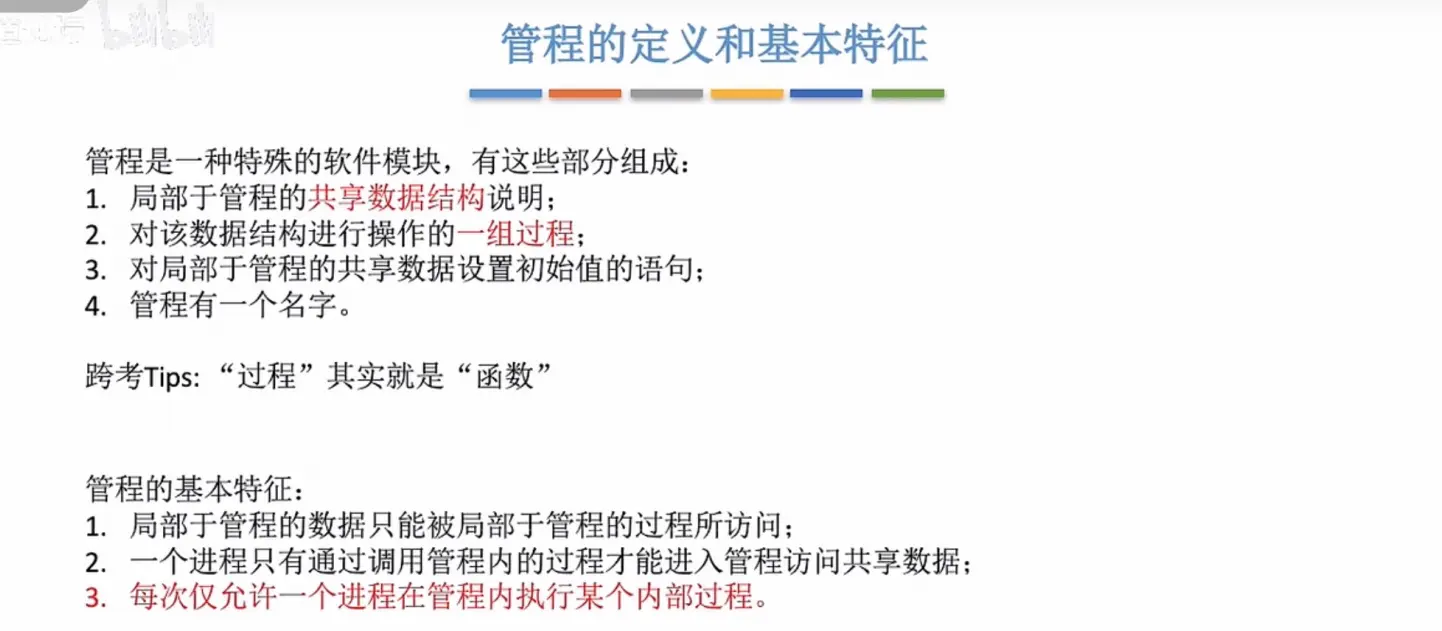 管程的定义和基本特征
管程是一种特殊的软件模块，有这些部分组成：
1. 局部于管程的共享数据结构说明；
2. 对该数据结构进行操作的一组过程；
3. 对局部于管程的共享数据设置初始值的语句；
4. 管程有一个名字。
跨考Tips: “过程”其实就是“函数”
管程的基本特征：
1. 局部于管程的数据只能被局部于管程的过程所访问；
2. 一个进程只有通过调用管程内的过程才能进入管程访问共享数据；
3. 每次仅允许一个进程在管程内执行某个内部过程。